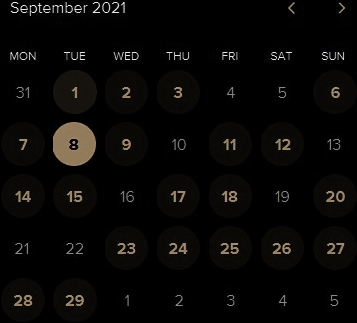 September 2021
MON TUE WED THU FRI SAT SUN
31 1 2 3 4 5 6
7 8 9 10 11 12 13
14 15 16 17 18 19 20
21 22 23 24 25 26 27
28 29 1 2 3 4 5